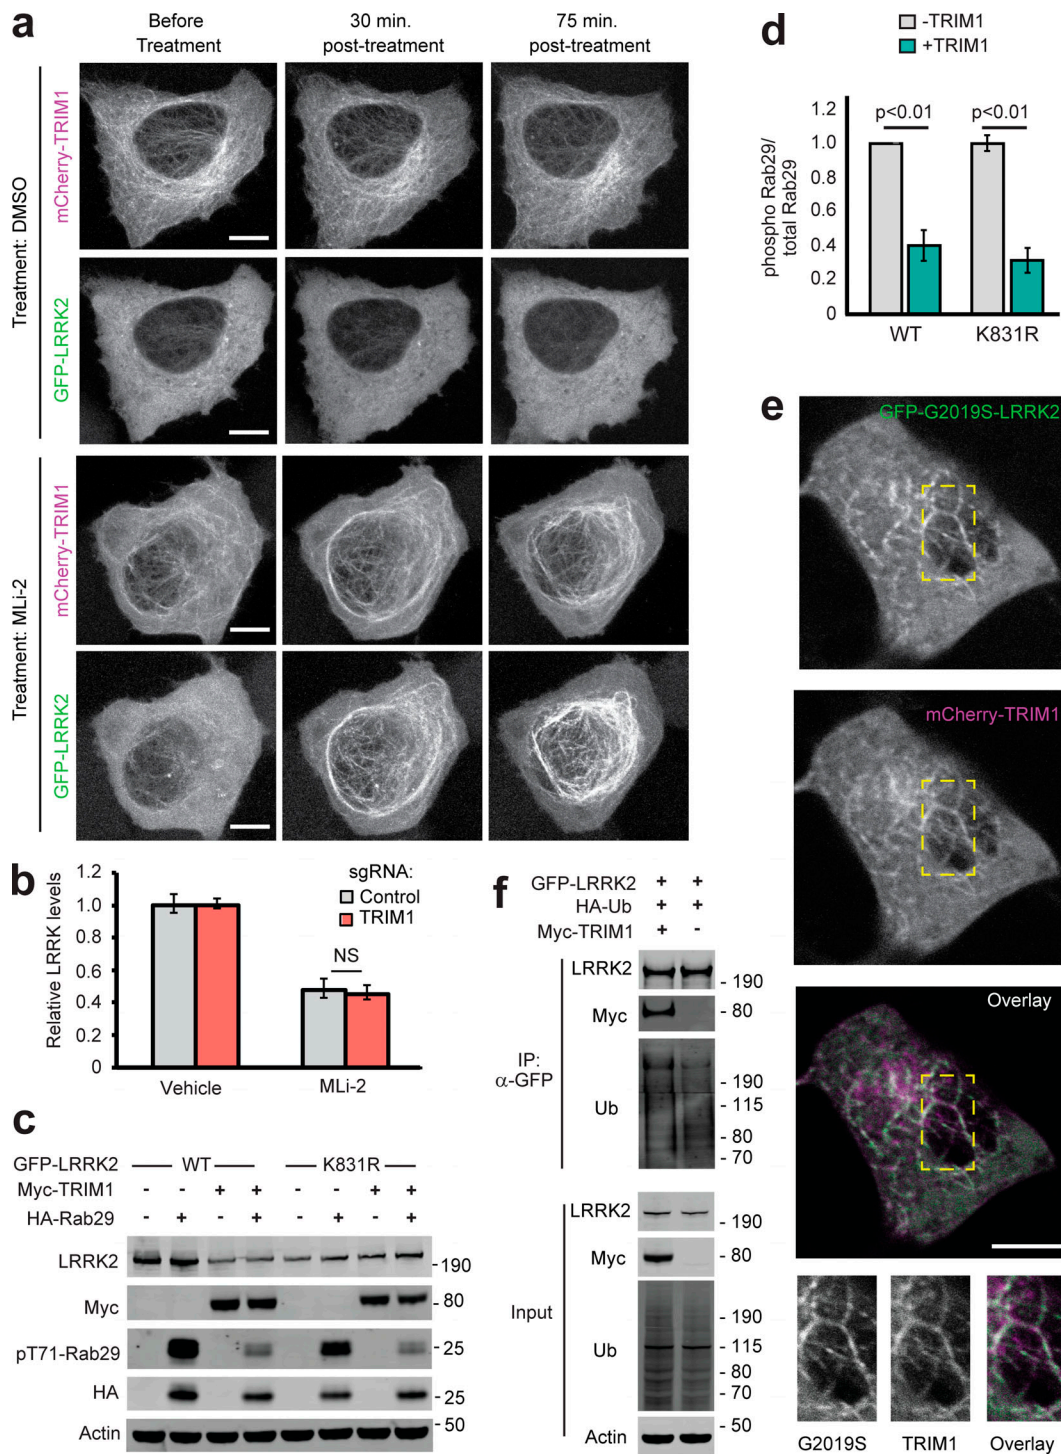 a
Before
Treatment
30 min.
post-treatment
75 min.
post-treatment
Treatment: DMSO
mCherry-TRIM1
GFP-LRRK2
Treatment: MLi-2
mCherry-TRIM1
GFP-LRRK2
b
sgRNA:
Control
TRIM1
Relative LRRK levels
1.2
1.0
0.8
0.6
0.4
0.2
0
NS
Vehicle
MLi-2
c
GFP-LRRK2 WT K831R
Myc-TRIM1 - - + + - - + +
HA-Rab29 - + - + - + - +
LRRK2 - 190
Myc - 80
pT71-Rab29 - 25
HA - 25
Actin - 50
d
-TRIM1
+TRIM1
phospho Rab29/
total Rab29
1.2
1.0
0.8
0.6
0.4
0.2
0
p<0.01 p<0.01
WT K831R
e
GFP-G2019S-LRRK2
mCherry-TRIM1
Overlay
G2019S TRIM1 Overlay
f
GFP-LRRK2 + +
HA-Ub + +
Myc-TRIM1 + -
IP:
α-GFP
LRRK2
- 190
Myc - 80
Ub
- 190
- 115
- 80
- 70
Input
LRRK2
- 190
Myc - 80
Ub
- 190
- 115
- 80
- 70
Actin - 50